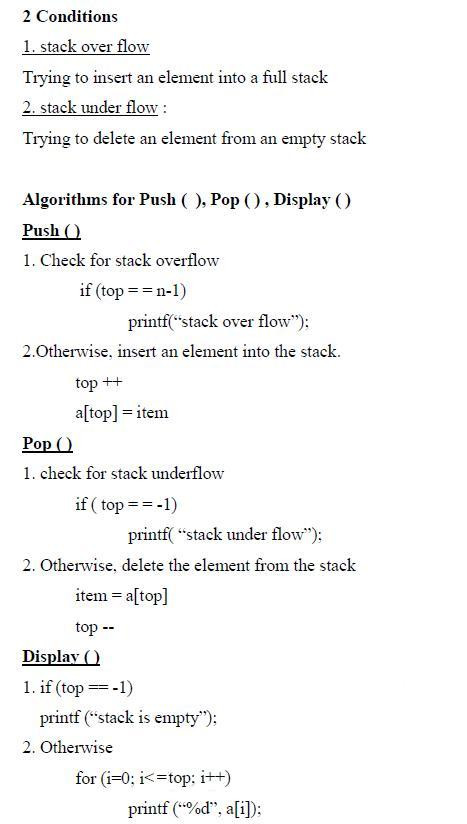 2 Conditions
1. stack over flow
Trying to insert an element into a full stack
2. stack under flow :
Trying to delete an element from an empty stack
Algorithms for Push ( ), Pop ( ) , Display ( )
Push ( )
1. Check for stack overflow
if (top = = n-1)
printf(“stack over flow”);
2.Otherwise, insert an element into the stack.
top ++
a[top] = item
Pop ( )
1. check for stack underflow
if ( top = = -1)
printf( “stack under flow”);
2. Otherwise, delete the element from the stack
item = a[top]
top --
Display ( )
1. if (top == -1)
printf (“stack is empty”);
2. Otherwise
for (i=0; i<=top; i++)
printf (“%d”, a[i]);